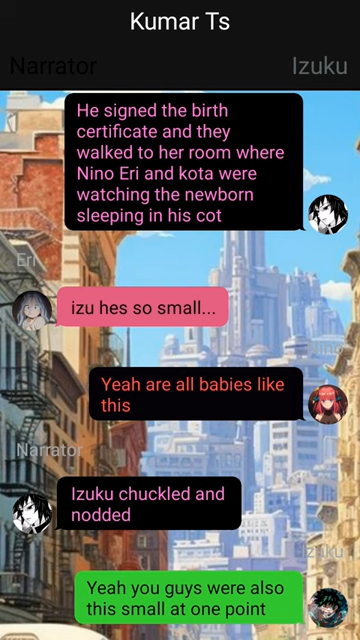 Kumar Ts
Narrator
Izuku
He signed the birth
certificate and they
walked to her room where
Nino Eri and kota were
watching the newborn
sleeping in his cot
Eri
izu hes so small...
Yeah are all babies like
this
Narrator
Izuku chuckled and
nodded
Izuku
Yeah you guys were also
this small at one point